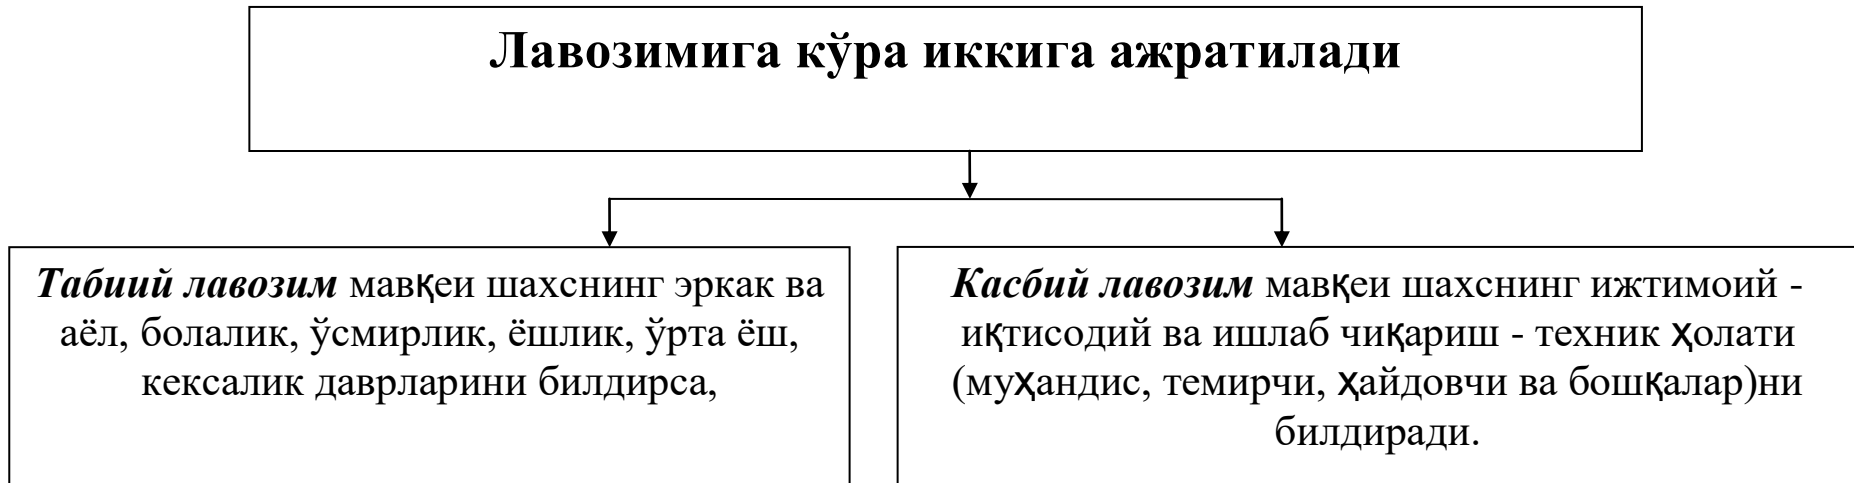 Лавозимига кўра иккига ажратилади
Табиий лавозим мавқеи шахснинг эркак ва
аёл, болалик, ўсмирлик, ёшлик, ўрта ёш,
кексалик даврларини билдирса,
Касбий лавозим мавқеи шахснинг ижтимоий -
иқтисодий ва ишлаб чиқариш - техник ҳолати
(муҳандис, темирчи, ҳайдовчи ва бошқалар)ни
билдиради.